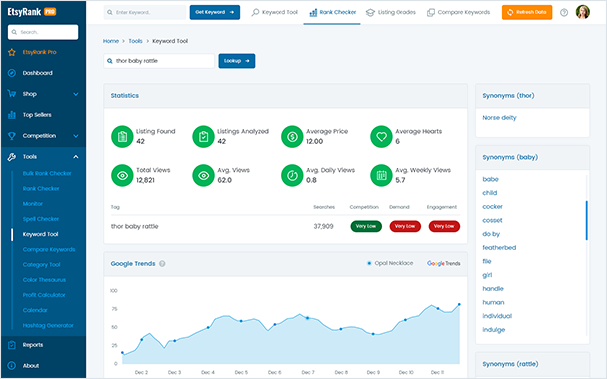 EtsyRank PRO
Enter Keyword.
Get Keyword
Keyword Tool
Rank Checker
Listing Grades
Compare Keywords
Refresh Data
Search..
EtsyRank Pro
Dashboard
Shop
Top Sellers
Competition
Tools
Bulk Rank Checker
Rank Checker
Monitor
Spell Checker
Keyword Tool
Compare Keywords
Category Tool
Color Thesaurus
Profit Calculator
Calendar
Hashtag Generator
Reports
About
Home > Tools > Keyword Tool
thor baby rattle
Lookup
Statistics
Listing Found
42
Listings Analyzed
42
Average Price
12.00
Average Hearts
6
Total Views
12,821
Avg. Views
62.0
Avg. Daily Views
0.8
Avg. Weekly Views
5.7
Tag Searches Competition Demand Engagement
thor baby rattle 37,909 Very Low Very Low Very Low
Google Trends
Opal Necklace
Google Trends
100
75
50
25
0
Dec 2 Dec 3 Dec 4 Dec 5 Dec 6 Dec 7 Dec 8 Dec 9 Dec 10 Dec 11
Synonyms (thor)
Norse deity
Synonyms (baby)
babe
child
cocker
cosset
do by
featherbed
file
girl
handle
human
individual
indulge
Synonyms (rattle)